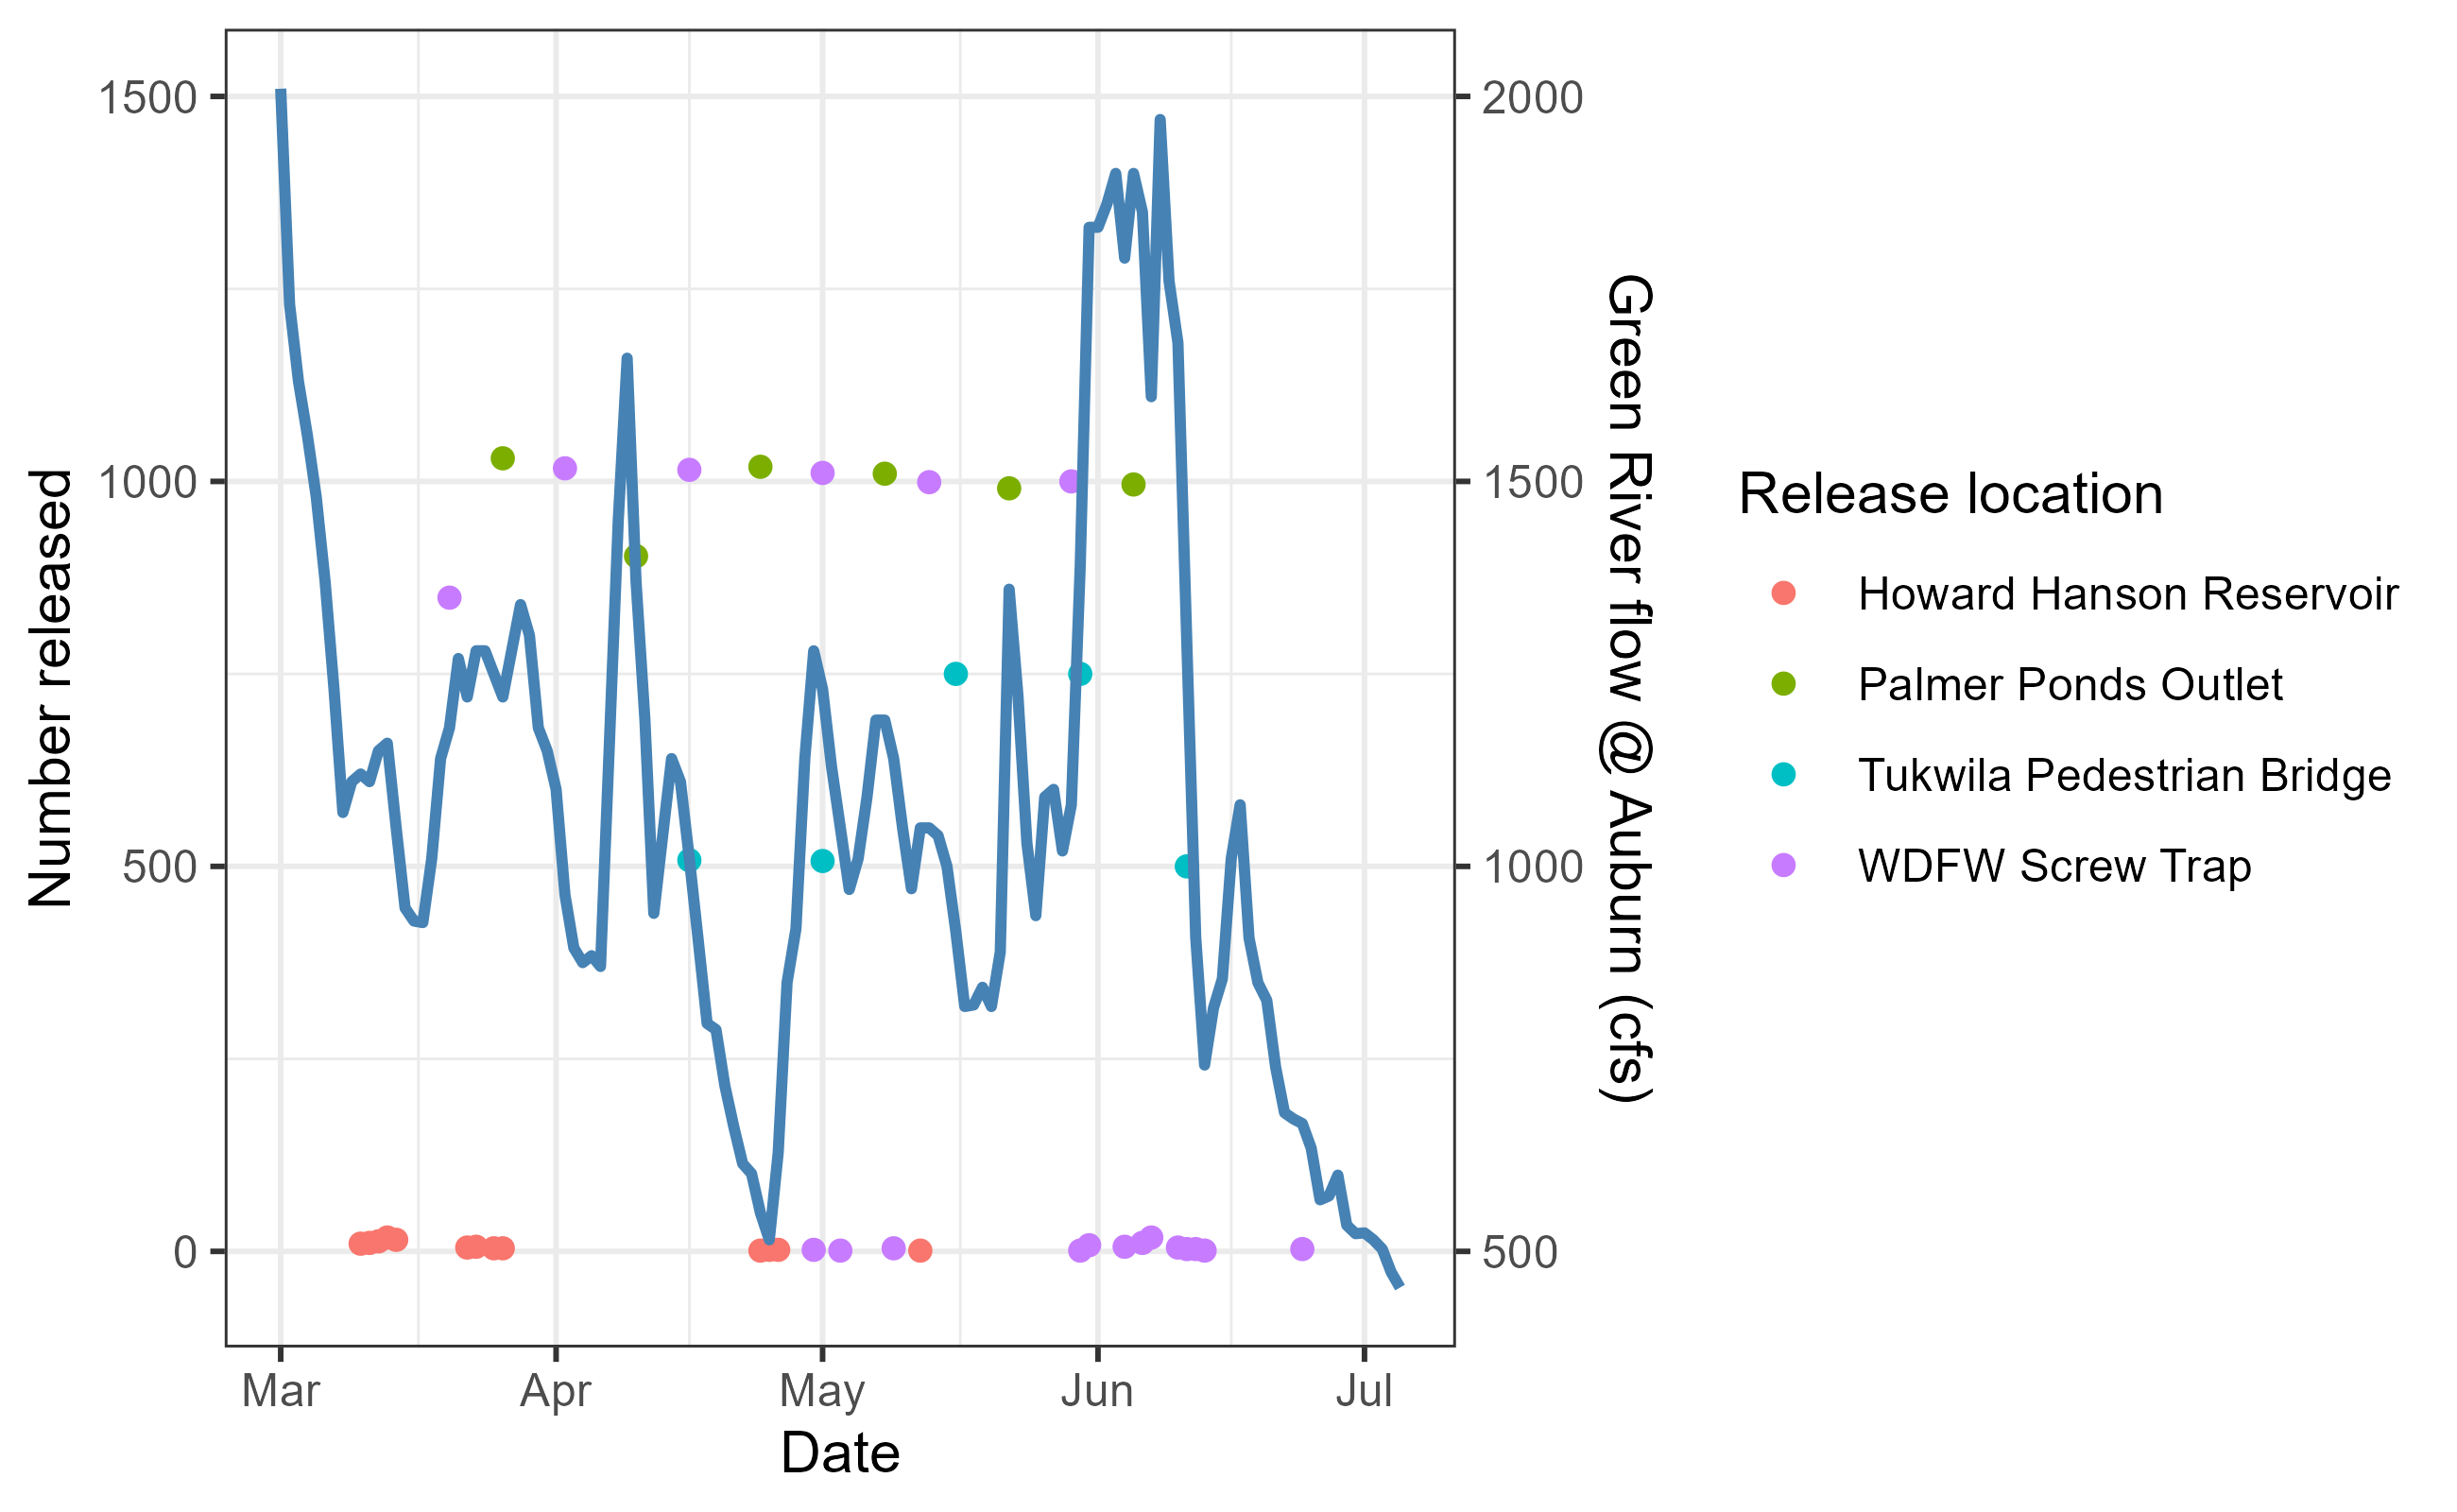 Number released
1500
1000
500
0
2000
1500
1000
500
Green River flow @ Auburn (cfs)
Mar Apr May Jun Jul
Date
Release location
Howard Hanson Reservoir
Palmer Ponds Outlet
Tukwila Pedestrian Bridge
WDFW Screw Trap